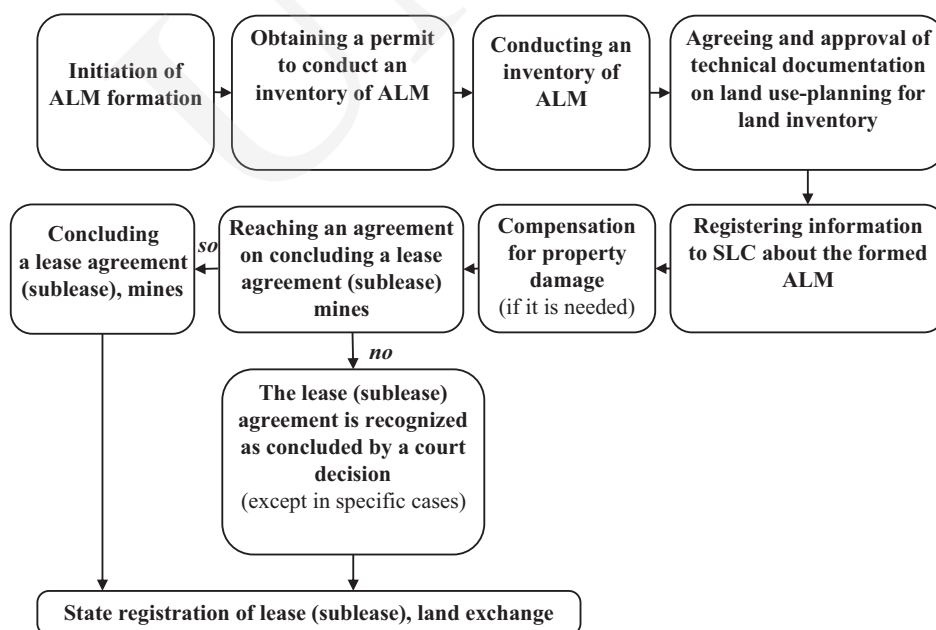 Initiation of
ALM formation
Obtaining a permit
to conduct an
inventory of ALM
Conducting an
inventory of
ALM
Agreeing and approval of
technical documentation
on land use-planning for
land inventory
Registering information
to SLC about the formed
ALM
Compensation
for property
damage
(if it is needed)
Reaching an agreement
on concluding a lease
agreement (sublease)
mines
so
Concluding
a lease agreement
(sublease), mines
no
The lease (sublease)
agreement is recognized
as concluded by a court
decision
(except in specific cases)
State registration of lease (sublease), land exchange